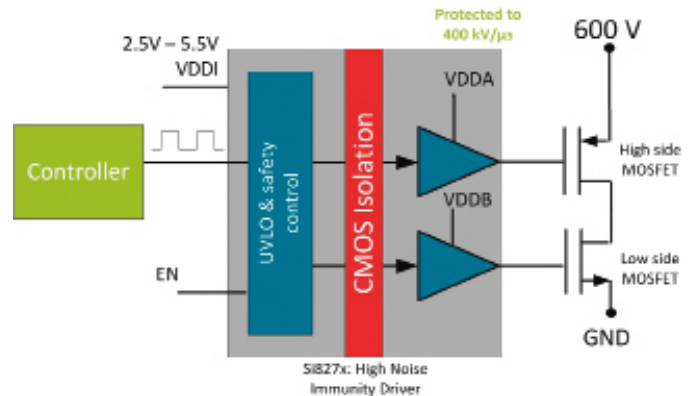 Protected to
400 kV/µs
600 V
2.5V – 5.5V
VDDI
VDDA
Controller
UVLO & safety
control
CMOS Isolation
High side
MOSFET
VDDB
EN
Low side
MOSFET
GND
Si827x: High Noise
Immunity Driver